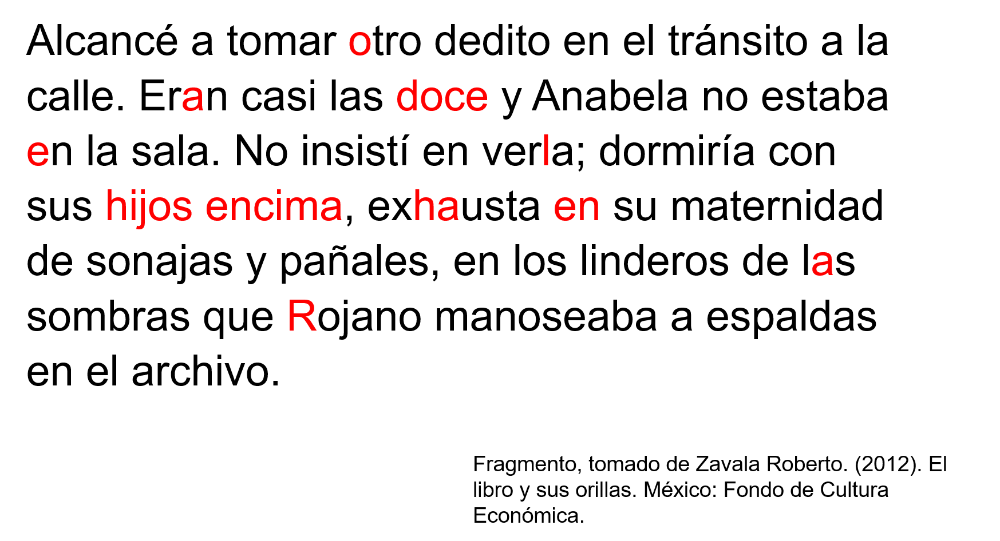 Alcancé a tomar otro dedito en el tránsito a la
calle. Eran casi las doce y Anabela no estaba
en la sala. No insistí en verla; dormiría con
sus hijos encima, exhausta en su maternidad
de sonajas y pañales, en los linderos de las
sombras que Rojano manoseaba a espaldas
en el archivo.
Fragmento, tomado de Zavala Roberto. (2012). El
libro y sus orillas. México: Fondo de Cultura
Económica.